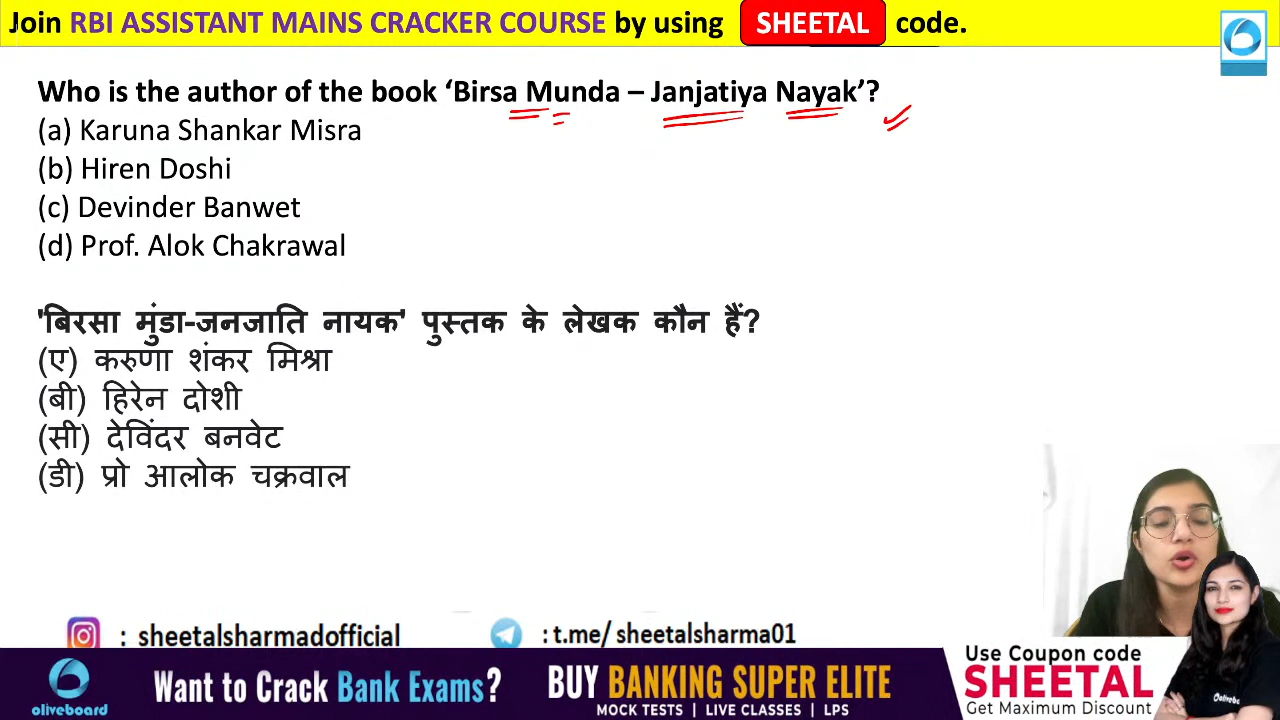 Join RBI ASSISTANT MAINS CRACKER COURSE by using SHEETAL code.
Who is the author of the book ‘Birsa Munda – Janjatiya Nayak’?
(a) Karuna Shankar Misra
(b) Hiren Doshi
(c) Devinder Banwet
(d) Prof. Alok Chakrawal
'बिरसा मुंडा-जनजाति नायक' पुस्तक के लेखक कौन हैं?
(ए) करुणा शंकर मिश्रा
(बी) हिरेन दोशी
(सी) देविंदर बनवेट
(डी) प्रो आलोक चक्रवाल
: sheetalsharmadofficial : t.me/ sheetalsharma01
oliveboard
Want to Crack Bank Exams?
BUY BANKING SUPER ELITE
MOCK TESTS | LIVE CLASSES | LPS
Use Coupon code
SHEETAL
Get Maximum Discount
oliveboard